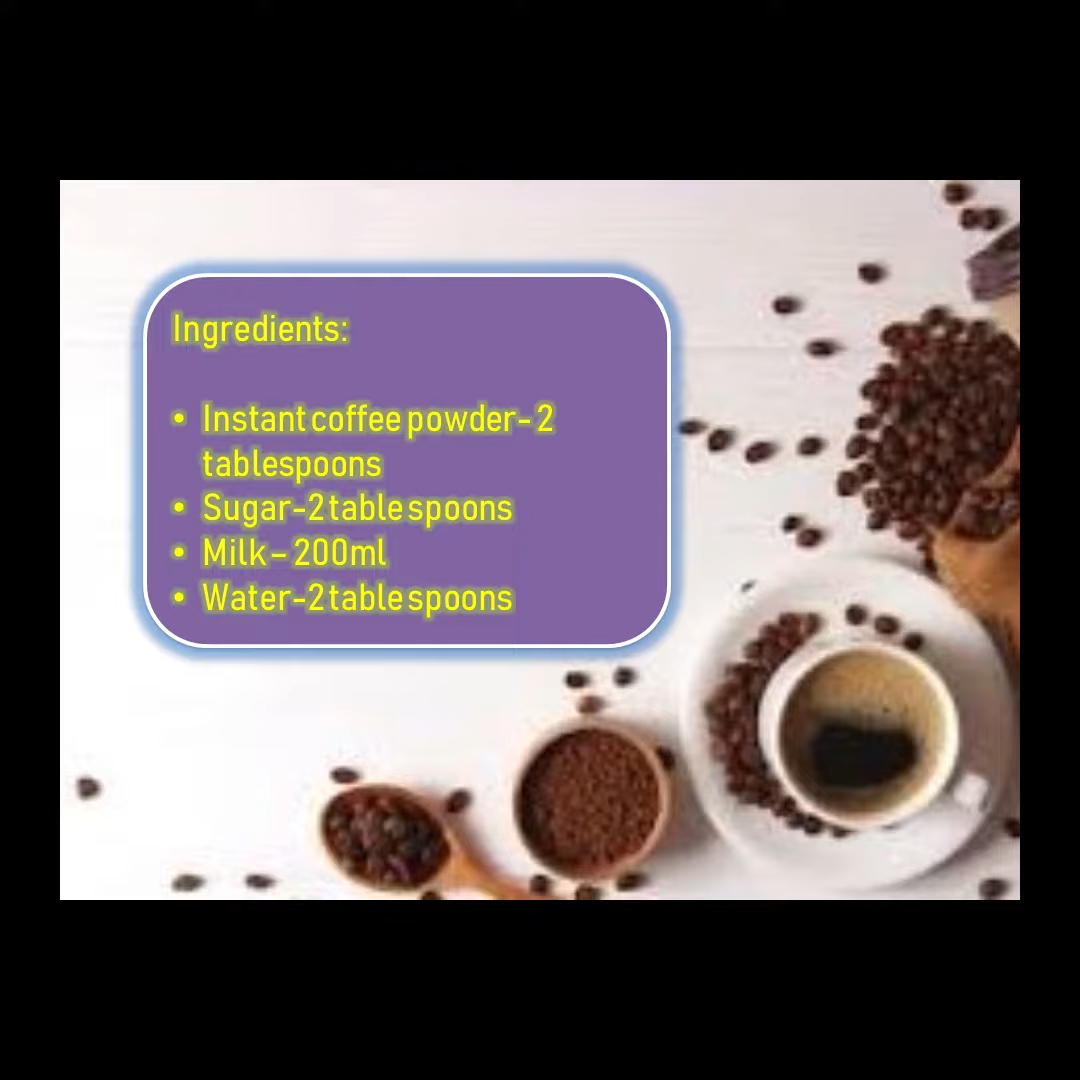 Ingredients:
• Instant coffee powder- 2
tablespoons
• Sugar-2 table spoons
• Milk – 200ml
• Water-2 table spoons